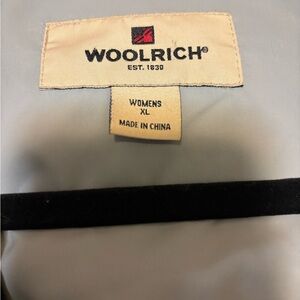 WOOLRICH®
EST. 1830
WOMENS
XL
MADE IN CHINA